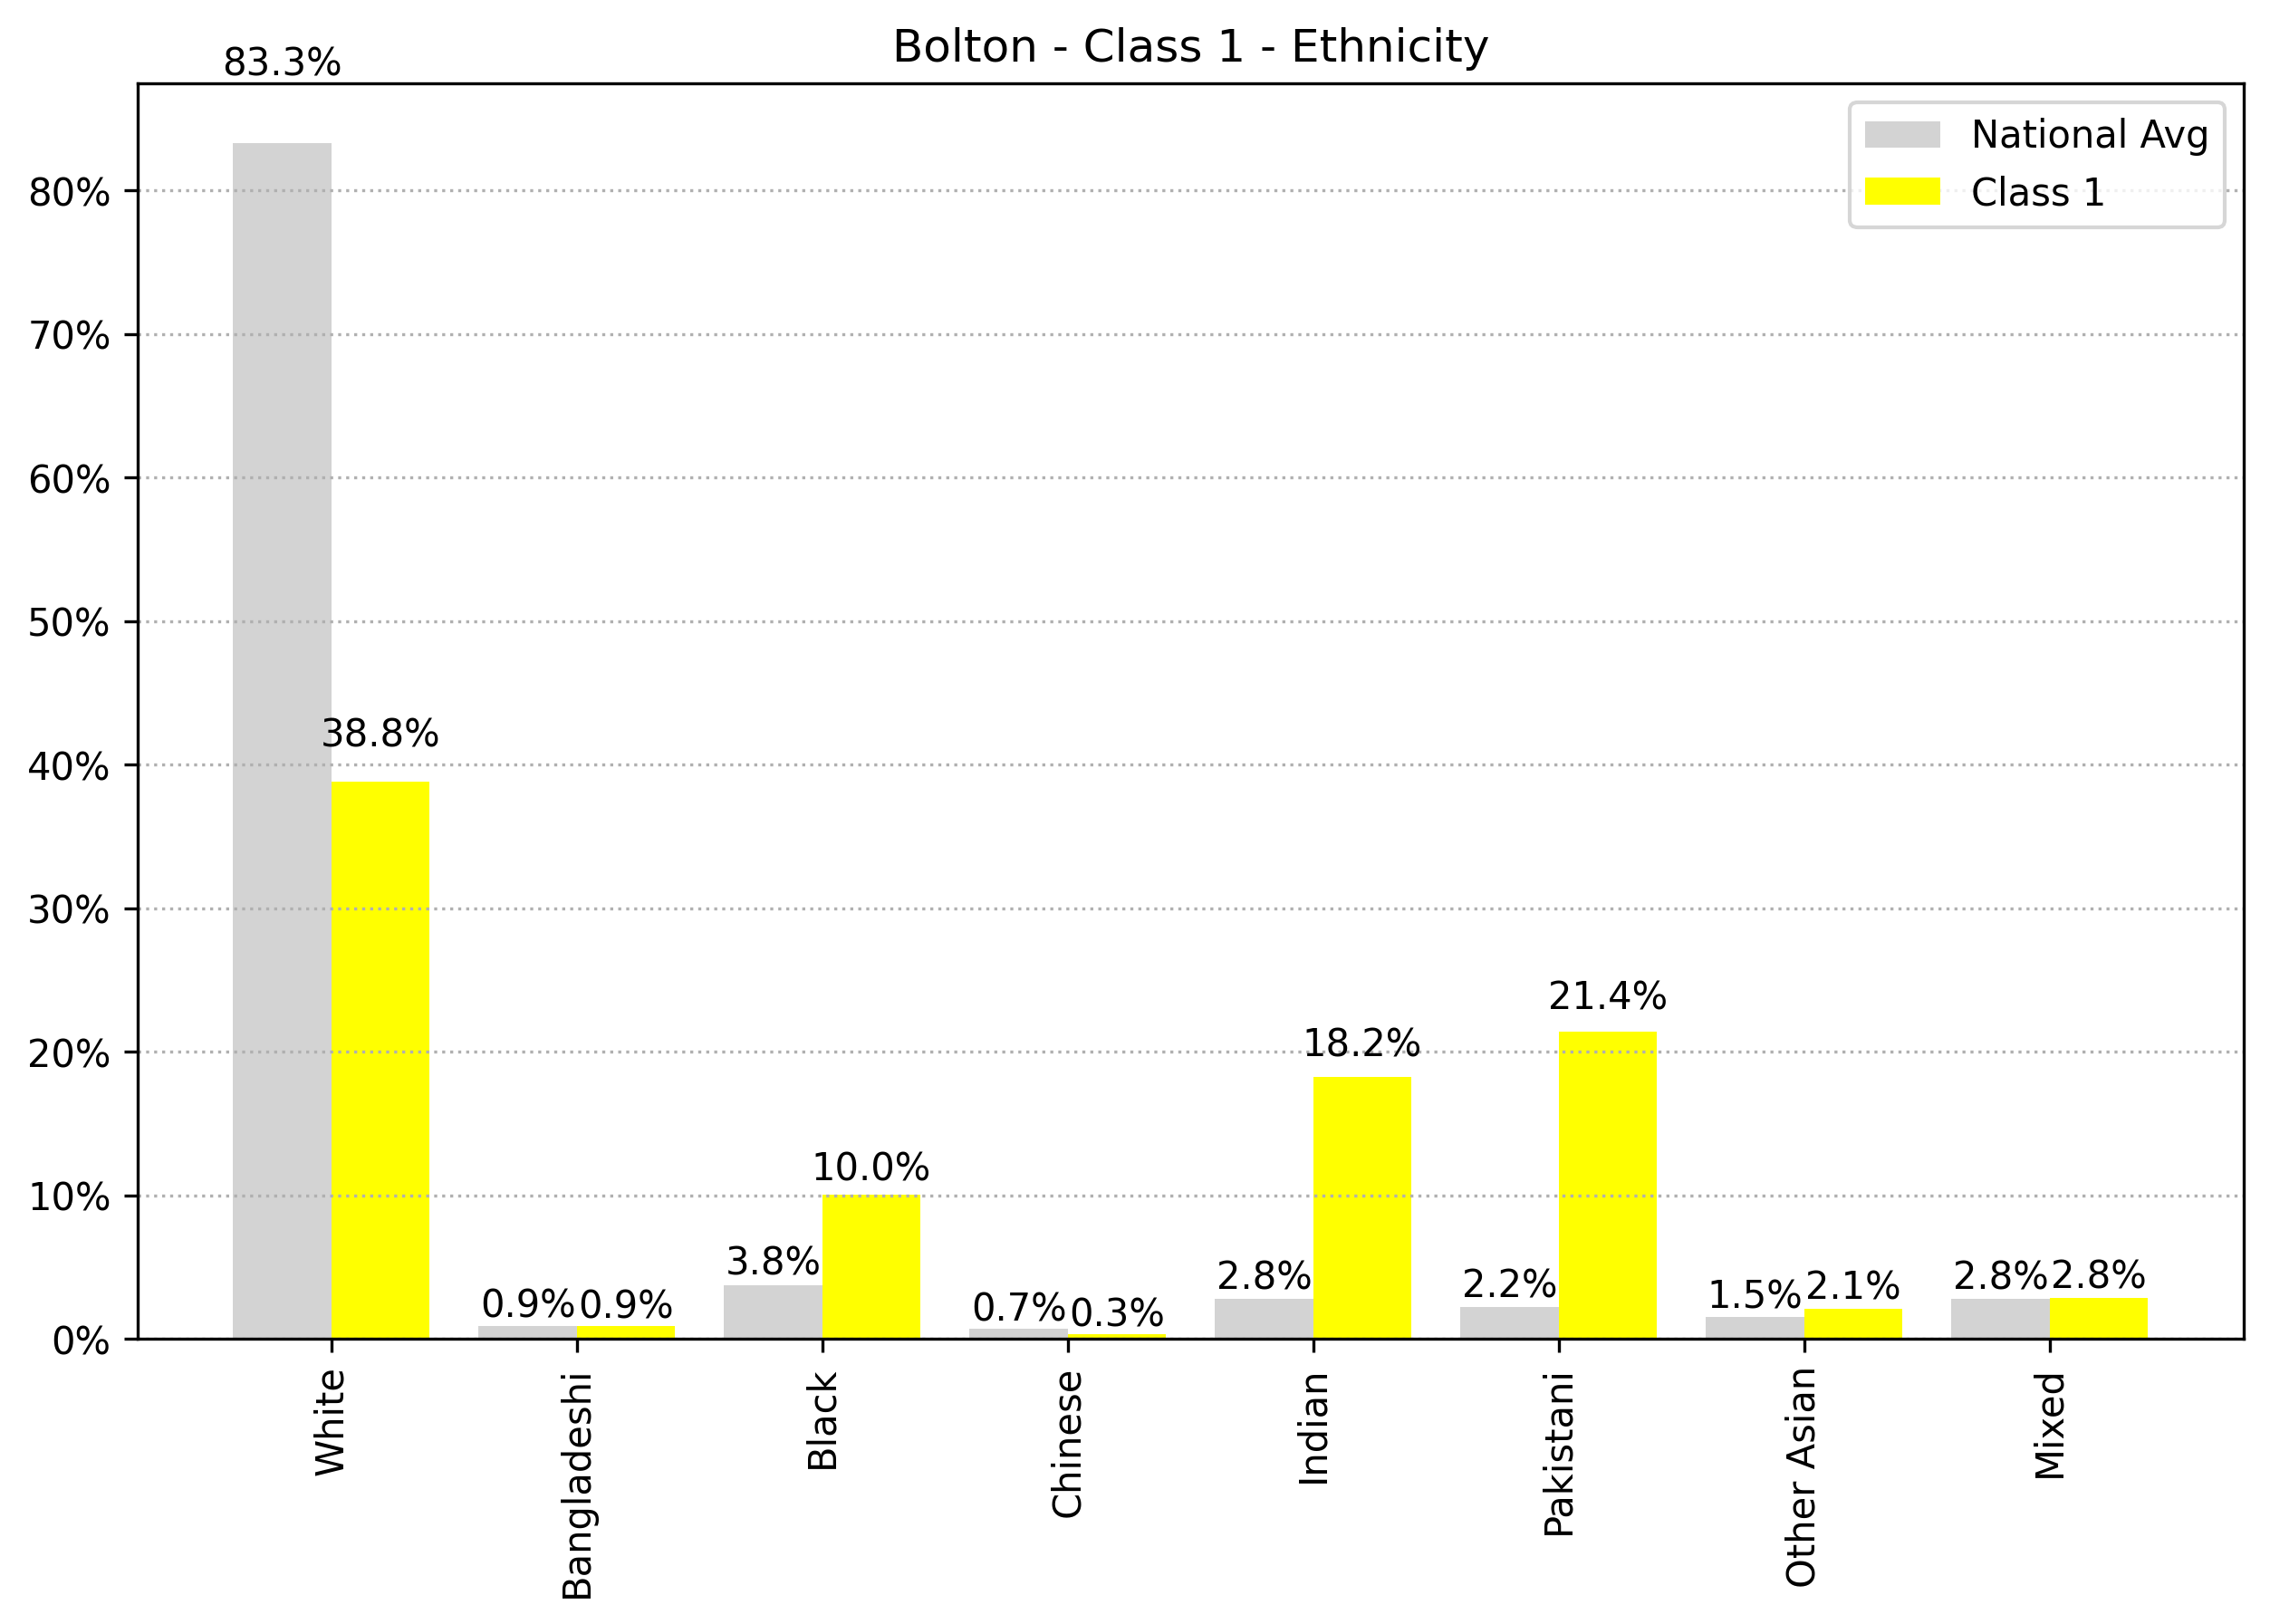 Bolton - Class 1 - Ethnicity
National Avg
Class 1
80%
70%
60%
50%
40%
30%
20%
10%
0%
83.3%
38.8%
0.9%
0.9%
3.8%
10.0%
0.7%
0.3%
2.8%
18.2%
2.2%
21.4%
1.5%
2.1%
2.8%
2.8%
White
Bangladeshi
Black
Chinese
Indian
Pakistani
Other Asian
Mixed